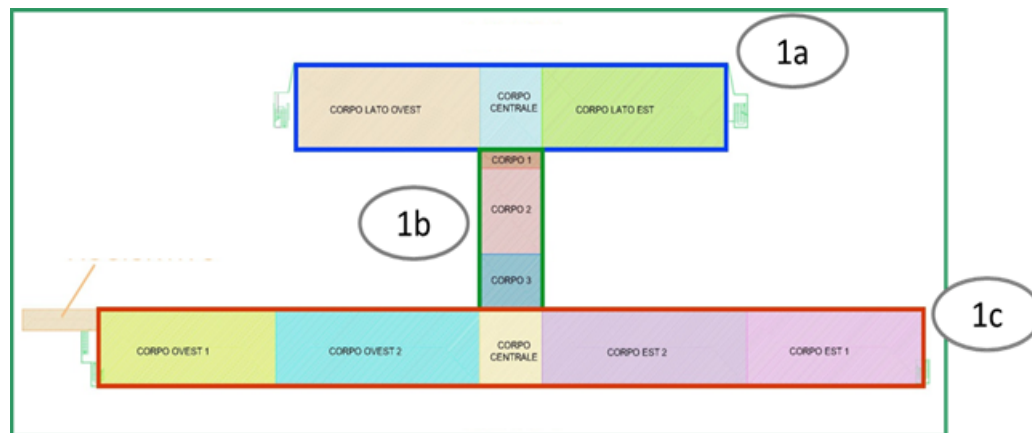 1a
CORPO LATO OVEST
CORPO
CENTRALE
CORPO LATO EST
CORPO 1
1b
CORPO 2
CORPO 3
1c
CORPO OVEST 1
CORPO OVEST 2
CORPO
CENTRALE
CORPO EST 2
CORPO EST 1